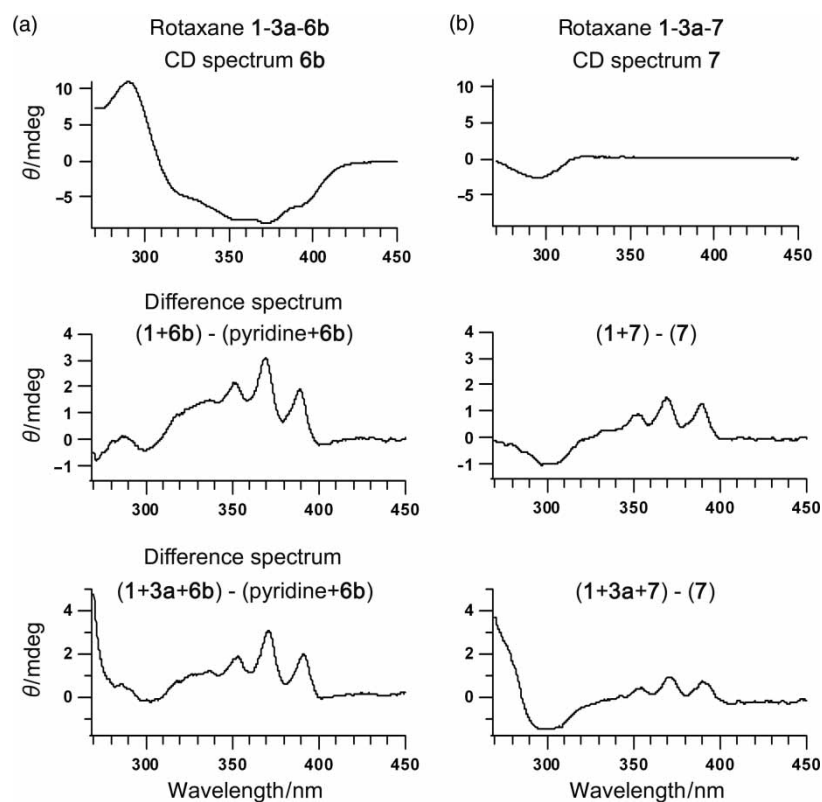 (a)
Rotaxane 1-3a-6b
CD spectrum 6b
θ/mdeg
10
5
0
−5
300
350
400
450
Difference spectrum
(1+6b) - (pyridine+6b)
θ/mdeg
4
3
2
1
0
−1
300
350
400
450
Difference spectrum
(1+3a+6b) - (pyridine+6b)
θ/mdeg
4
2
0
300
350
400
450
Wavelength/nm
(b)
Rotaxane 1-3a-7
CD spectrum 7
10
5
0
−5
300
350
400
450
(1+7) - (7)
4
3
2
1
0
−1
300
350
400
450
(1+3a+7) - (7)
4
2
0
300
350
400
450
Wavelength/nm